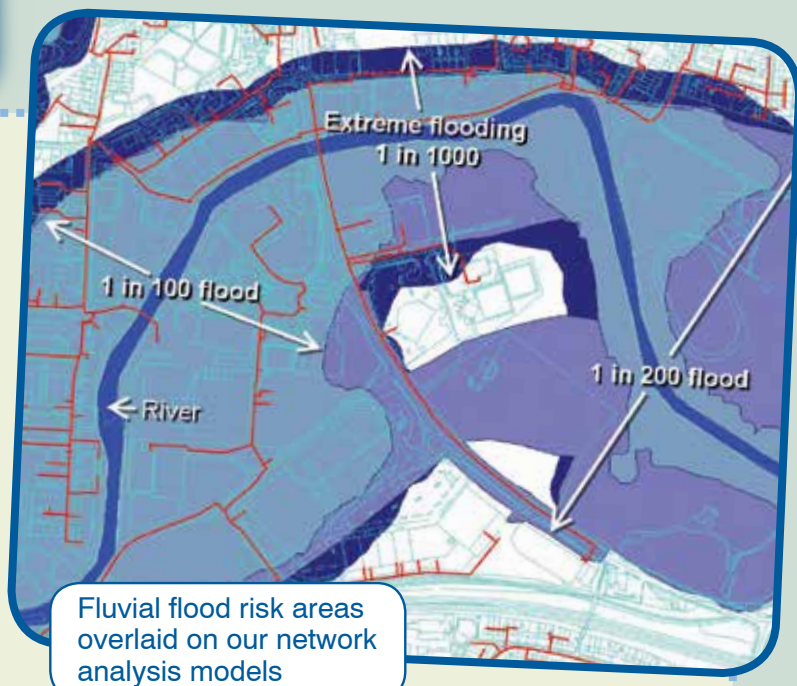 Extreme flooding
1 in 1000
1 in 100 flood
1 in 200 flood
River
Fluvial flood risk areas
overlaid on our network
analysis models